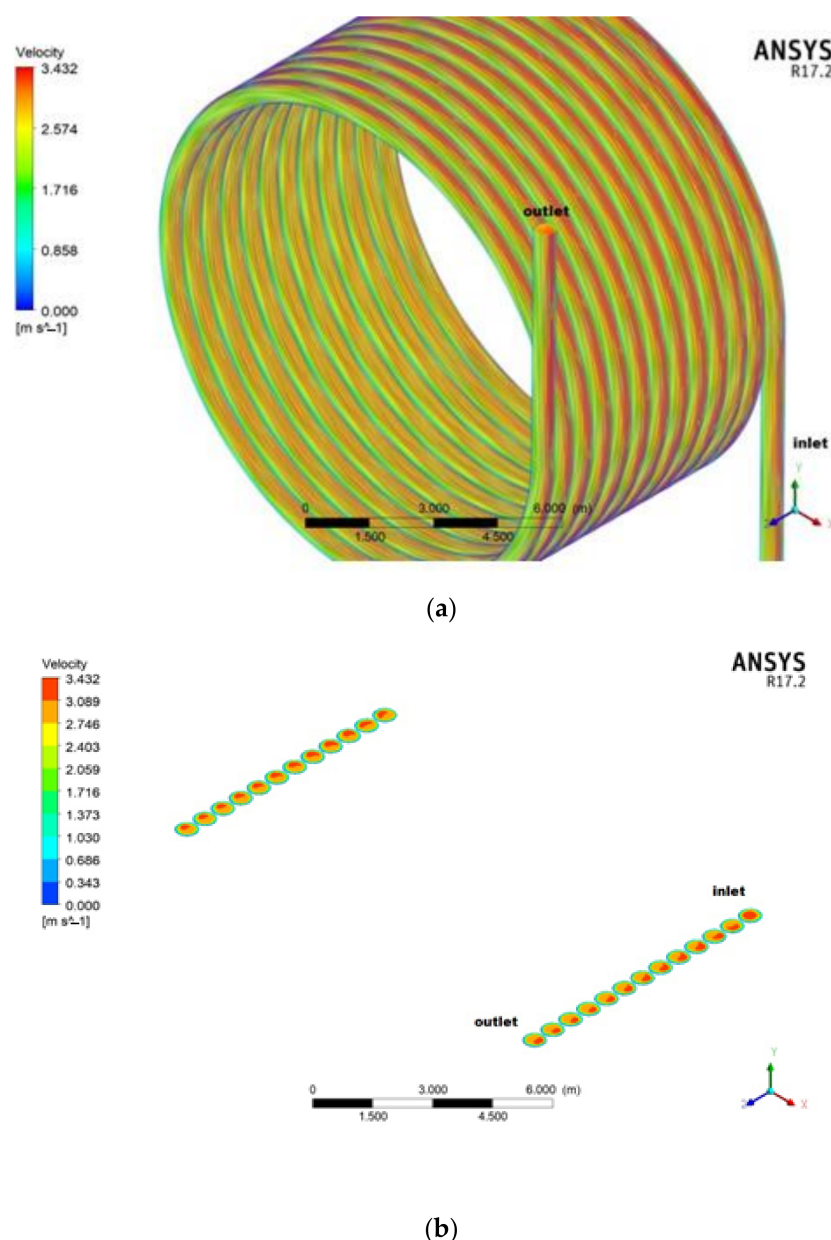 Velocity
3.432
2.574
1.716
0.858
0.000
[m s^-1]
ANSYS
R17.2
outlet
inlet
Y
Z
X
0 3.000 6.000 (m)
1.500 4.500
(a)
Velocity
3.432
3.089
2.746
2.403
2.059
1.716
1.373
1.030
0.686
0.343
0.000
[m s^-1]
ANSYS
R17.2
inlet
outlet
Y
Z
X
0 3.000 6.000 (m)
1.500 4.500
(b)